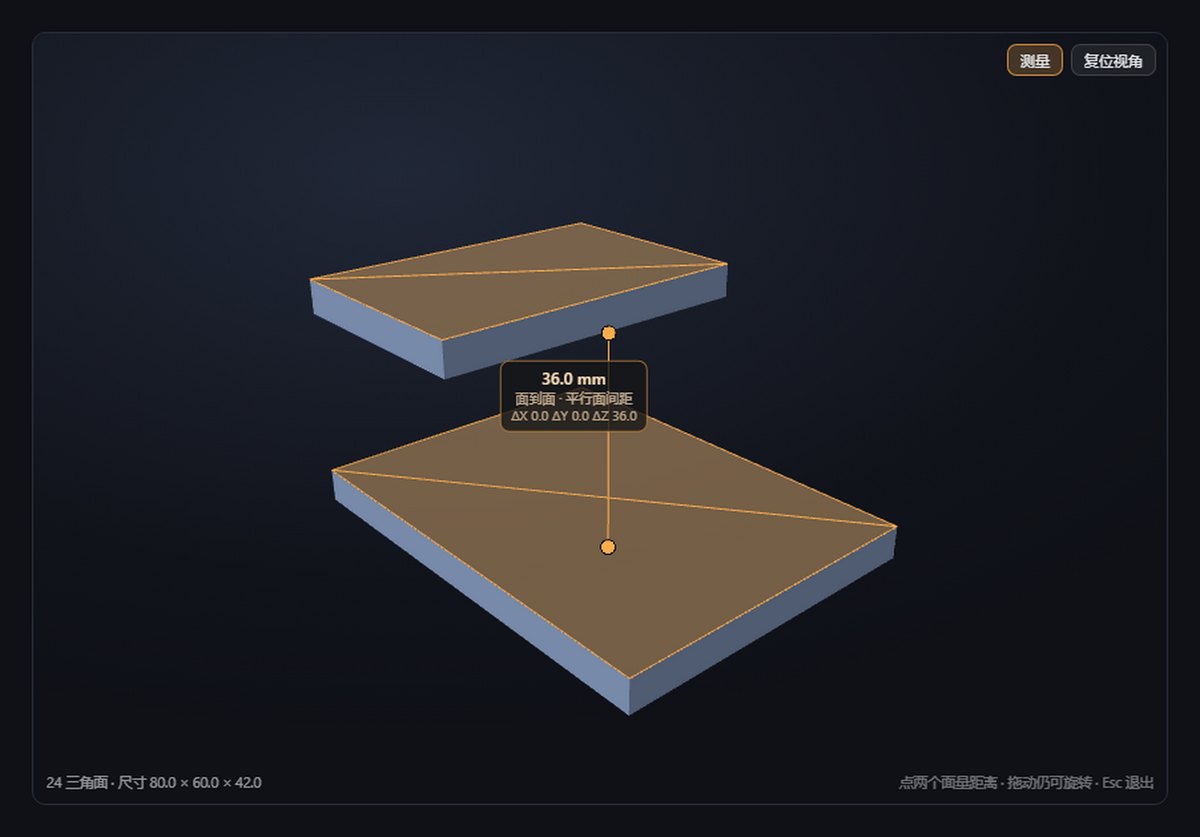 测量
复位视角
36.0 mm
面到面 · 平行面间距
ΔX 0.0 ΔY 0.0 ΔZ 36.0
24 三角面 · 尺寸 80.0 × 60.0 × 42.0
点两个面量距离 · 拖动仍可旋转 · Esc 退出